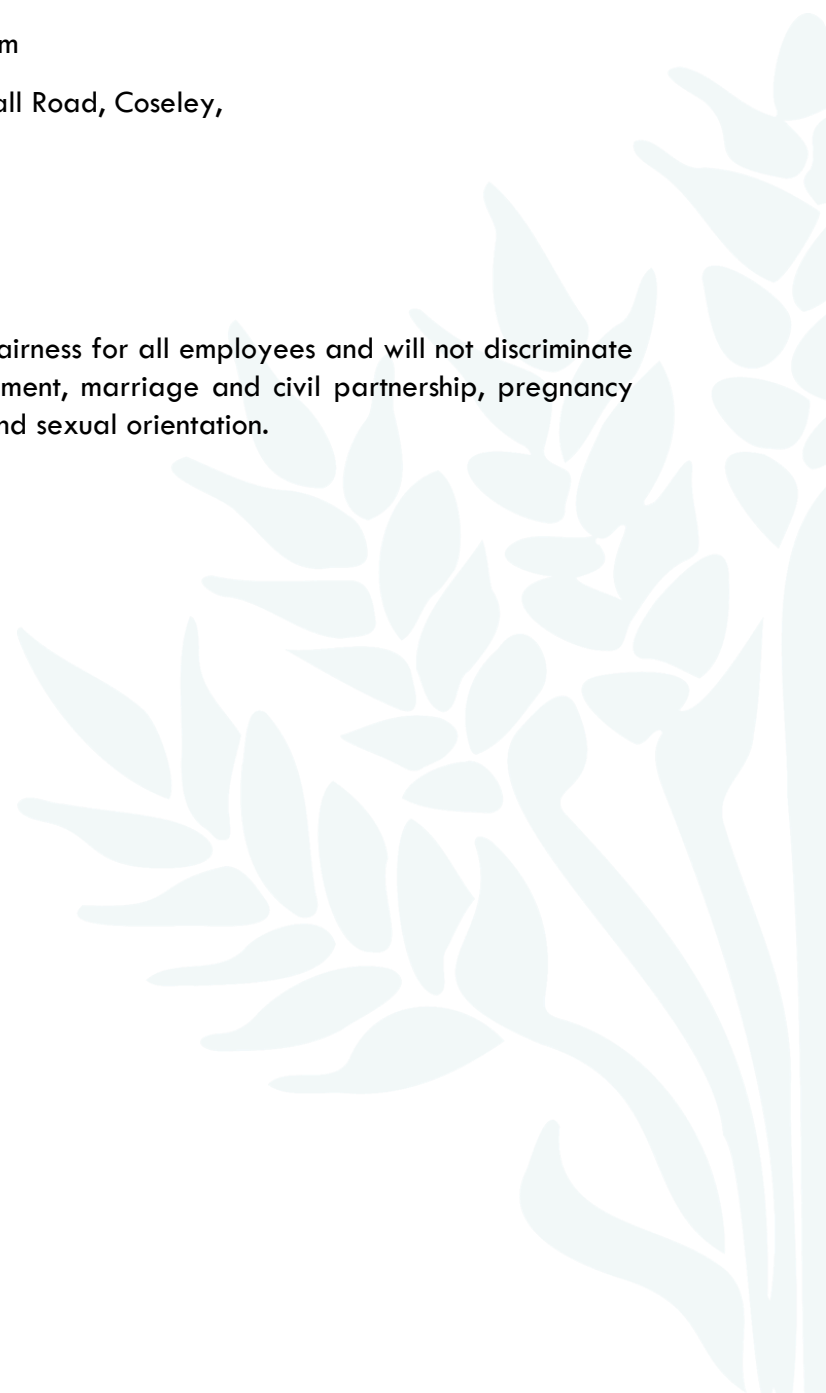 m
all Road, Coseley,
airness for all employees and will not discriminate
ment, marriage and civil partnership, pregnancy
nd sexual orientation.